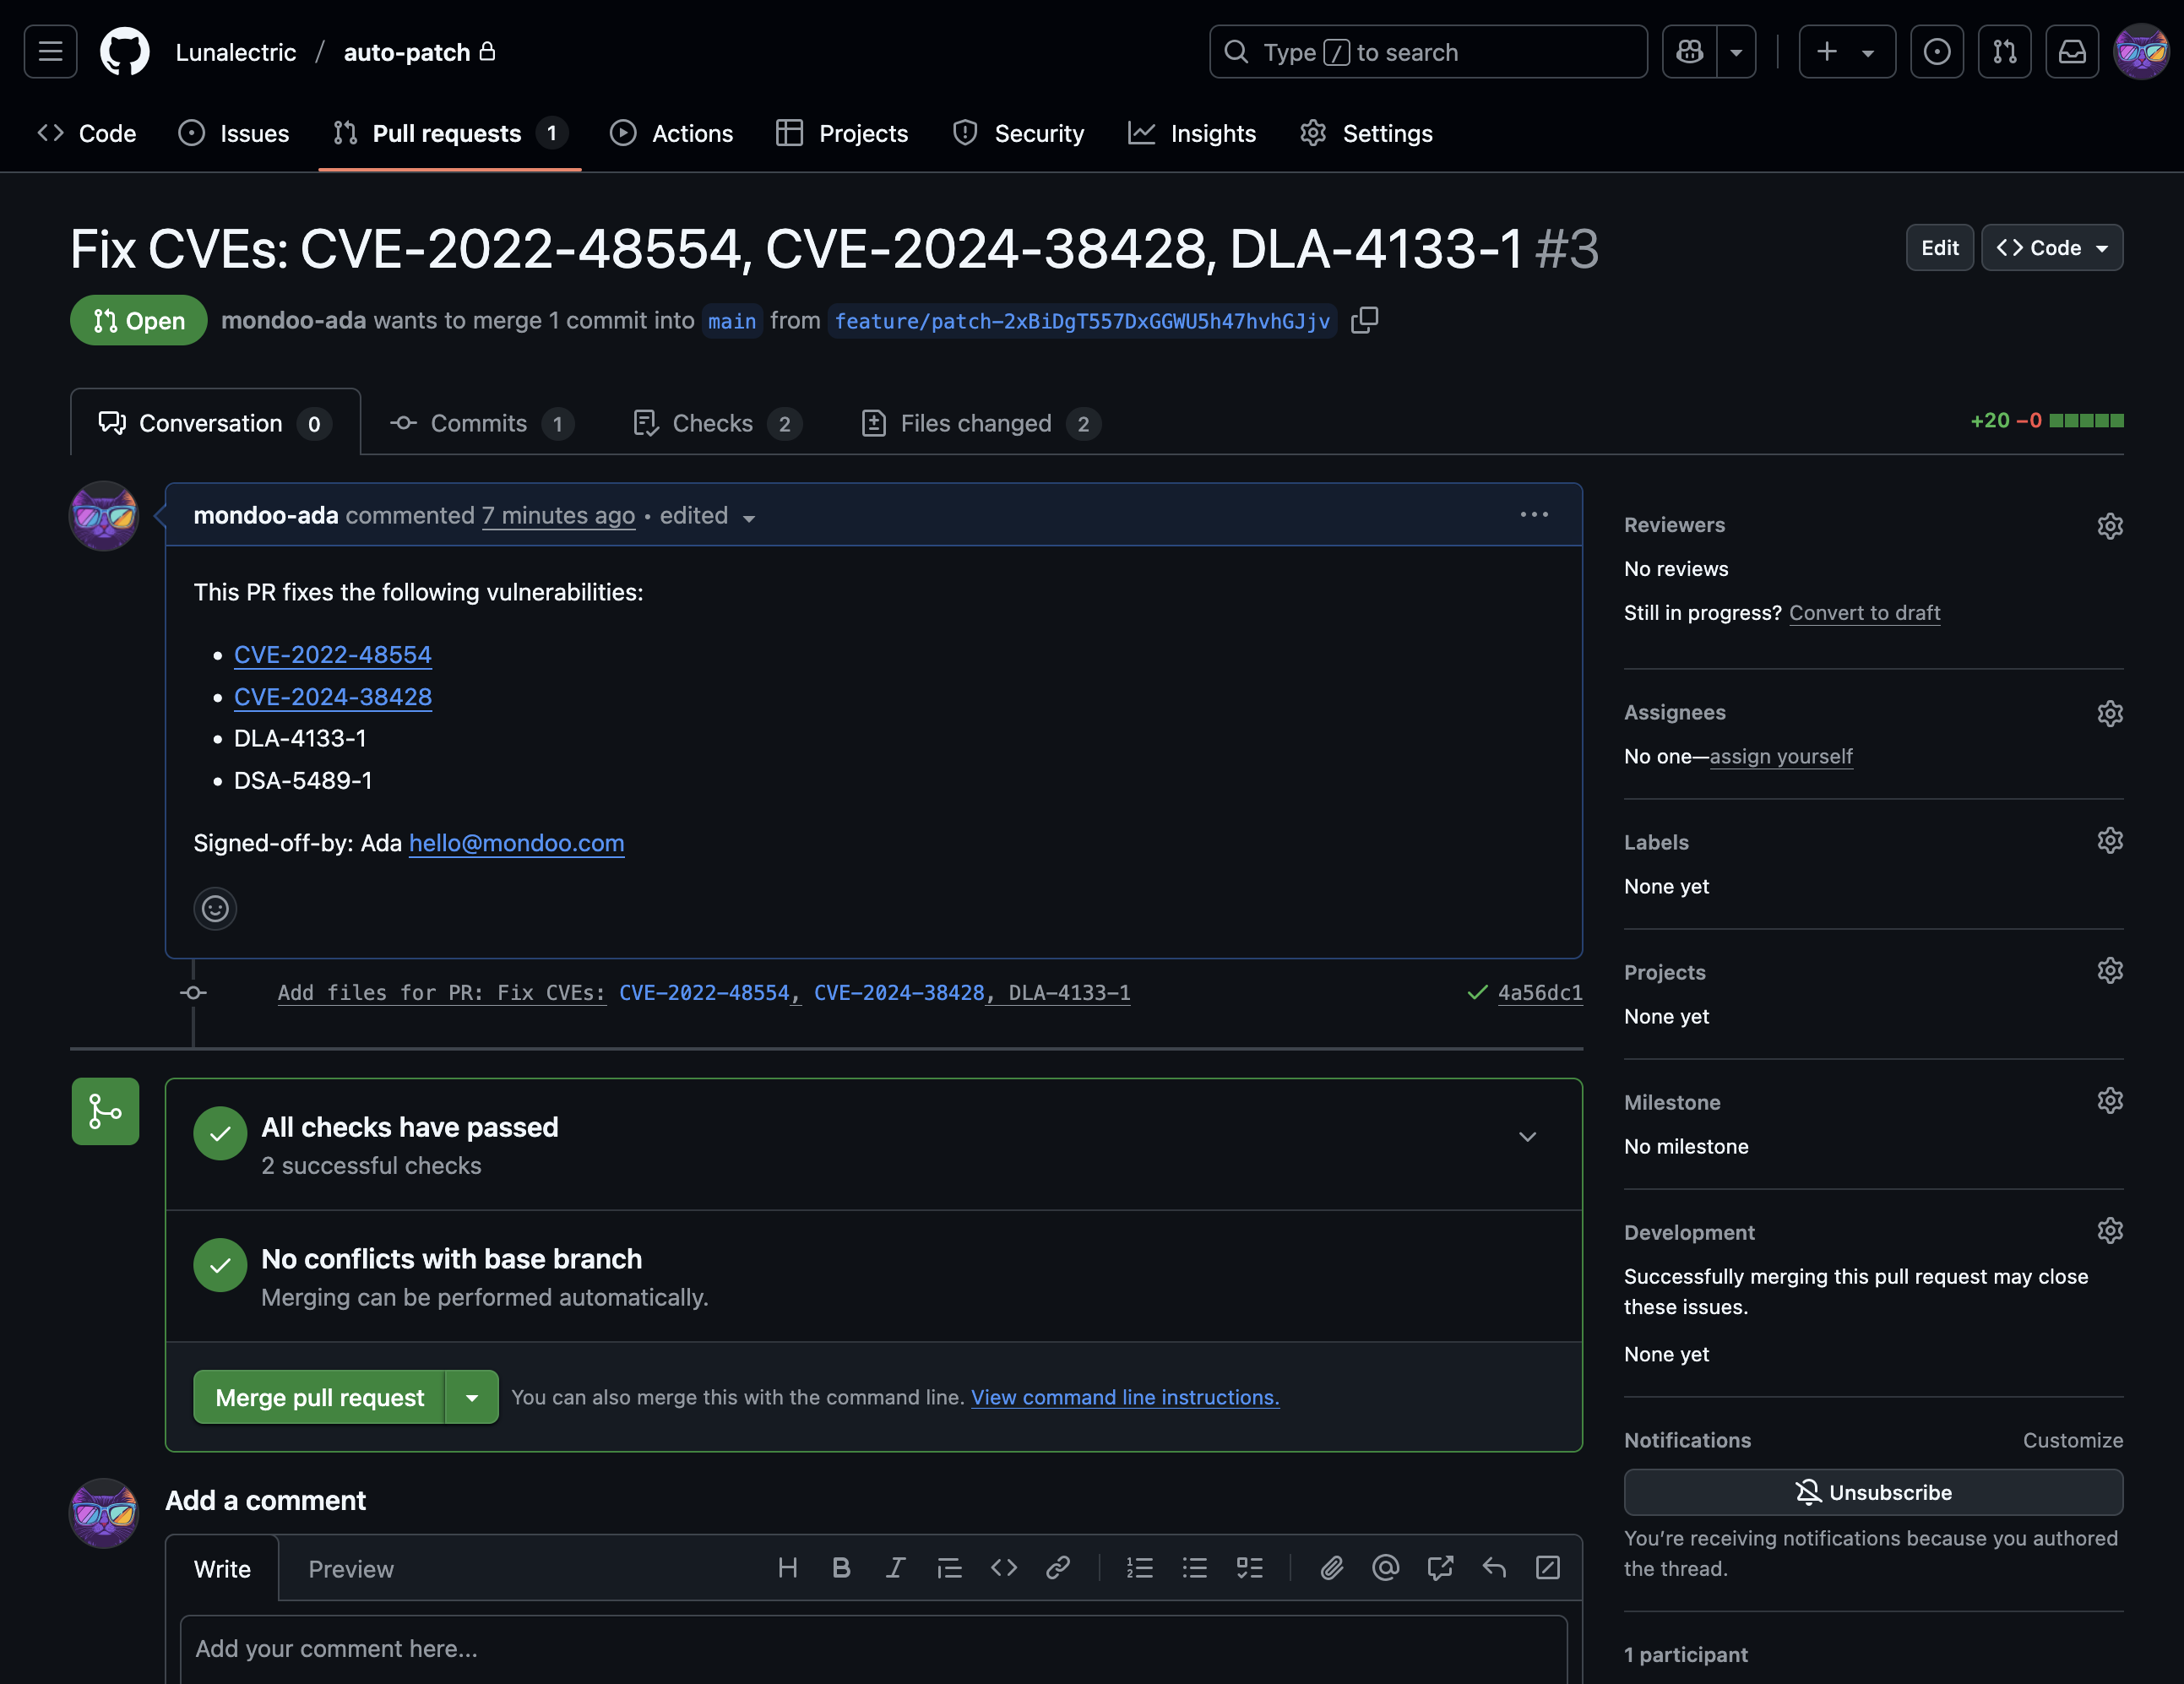 Lunalectric / auto-patch
Type / to search
Code
Issues
Pull requests 1
Actions
Projects
Security
Insights
Settings
Fix CVEs: CVE-2022-48554, CVE-2024-38428, DLA-4133-1 #3
Edit
<> Code
Open
mondoo-ada wants to merge 1 commit into main from feature/patch-2xBiDgT557DxGGWU5h47hvhGJjv
Conversation 0
Commits 1
Checks 2
Files changed 2
+20 −0
mondoo-ada commented 7 minutes ago • edited
This PR fixes the following vulnerabilities:
• CVE-2022-48554
• CVE-2024-38428
• DLA-4133-1
• DSA-5489-1
Signed-off-by: Ada hello@mondoo.com
Add files for PR: Fix CVEs: CVE-2022-48554, CVE-2024-38428, DLA-4133-1
4a56dc1
All checks have passed
2 successful checks
No conflicts with base branch
Merging can be performed automatically.
Merge pull request
You can also merge this with the command line. View command line instructions.
Add a comment
Write
Preview
Add your comment here...
Reviewers
No reviews
Still in progress? Convert to draft
Assignees
No one—assign yourself
Labels
None yet
Projects
None yet
Milestone
No milestone
Development
Successfully merging this pull request may close
these issues.
None yet
Notifications
Customize
Unsubscribe
You’re receiving notifications because you authored
the thread.
1 participant